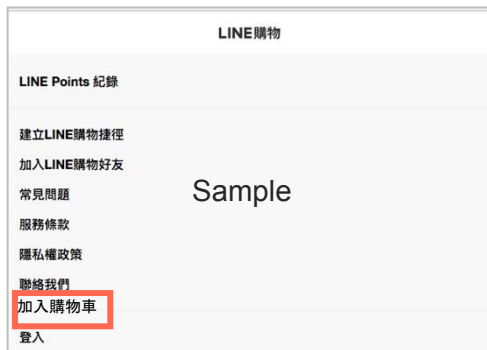 LINE購物
LINE Points 紀錄
建立LINE購物捷徑
加入LINE購物好友
常見問題
Sample
服務條款
隱私權政策
聯絡我們
加入購物車
登入